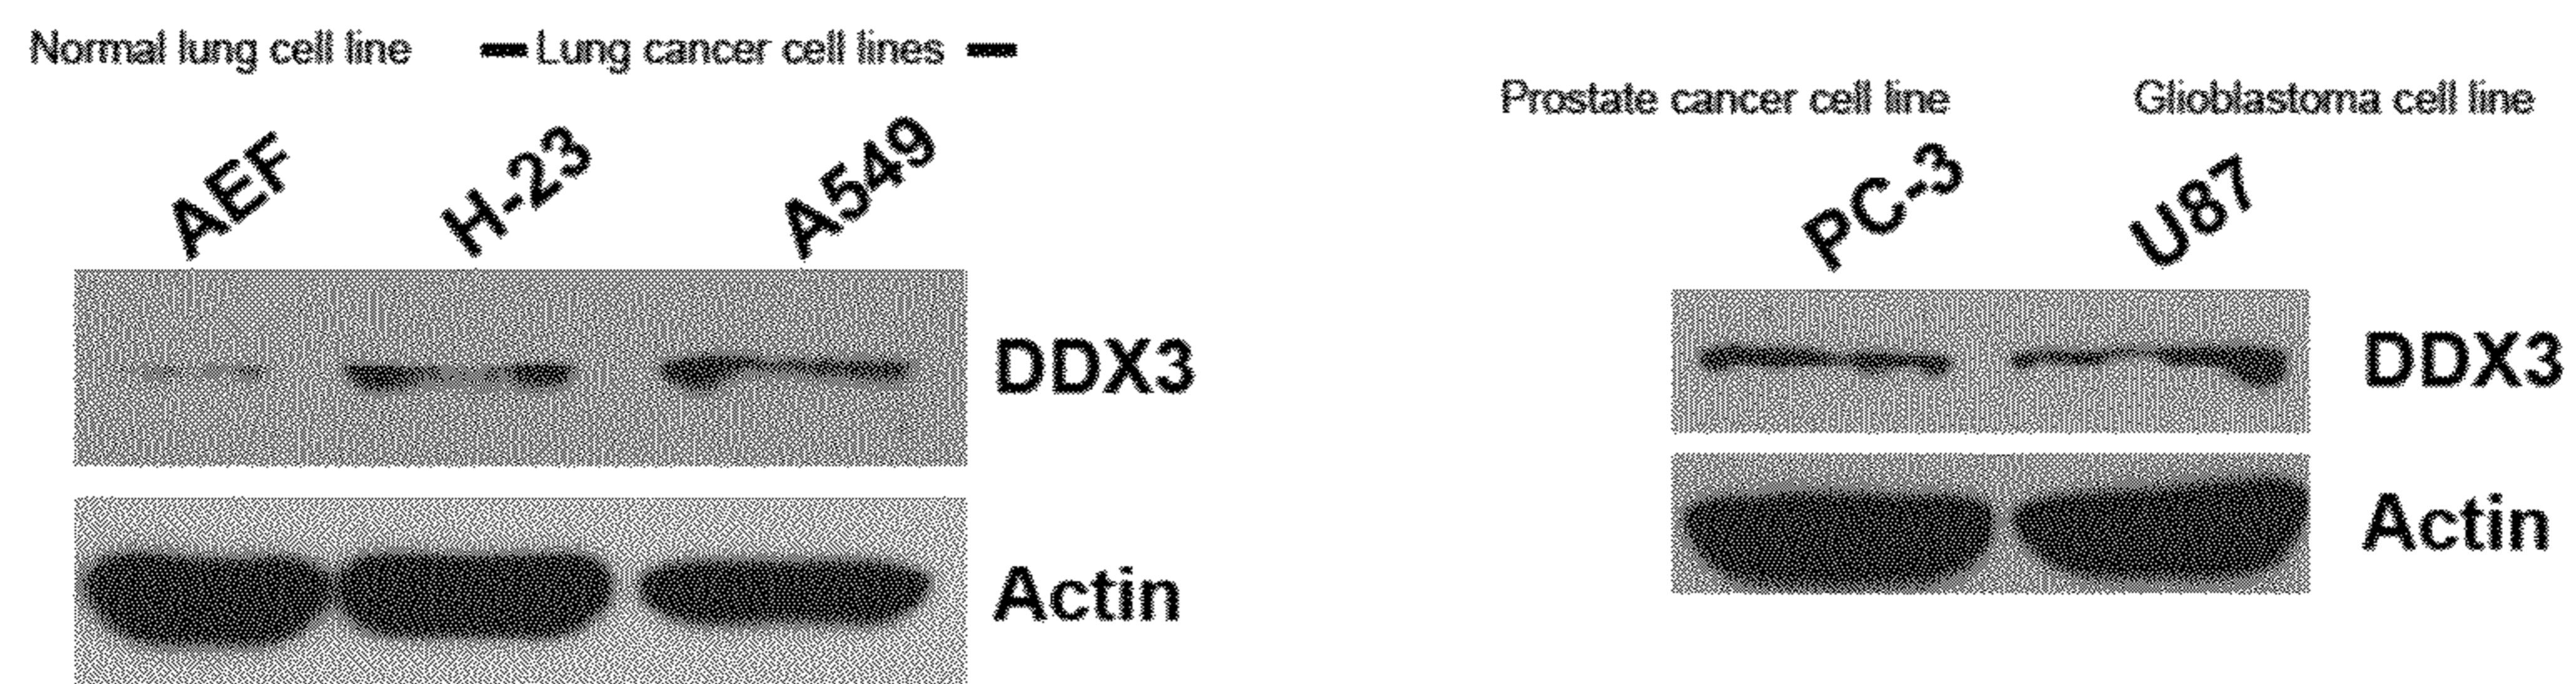 Normal lung cell line
Lung cancer cell lines
AEF
H-23
A549
DDX3
Actin
Prostate cancer cell line
Glioblastoma cell line
PC-3
U87
DDX3
Actin